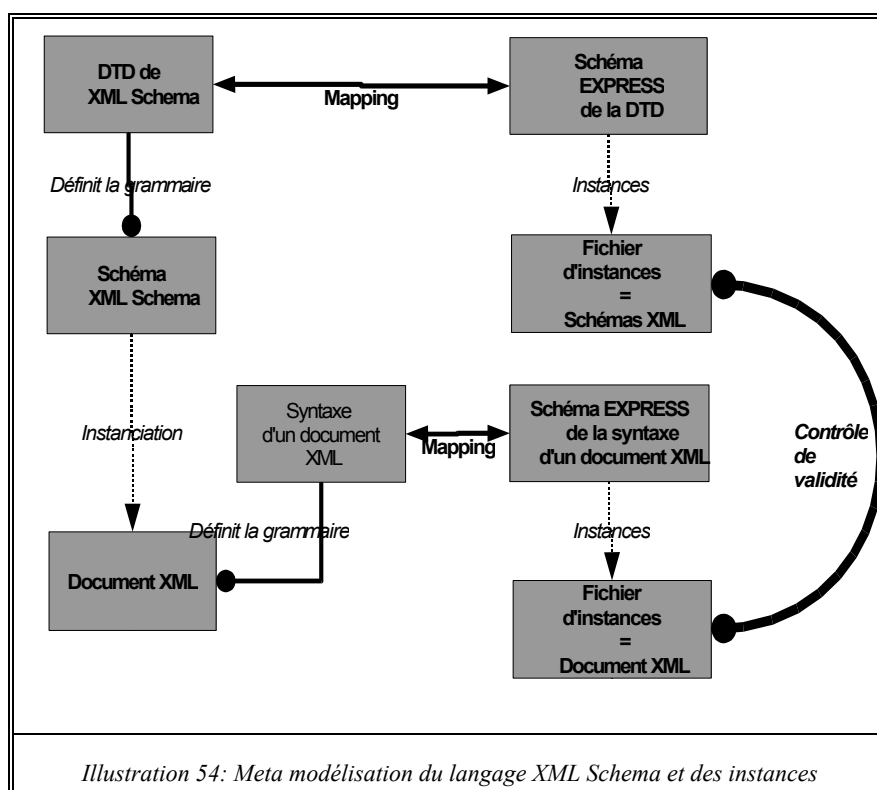 DTD de
XML Schema
Mapping
Schéma
EXPRESS
de la DTD
Définit la grammaire
Instances
Schéma
XML Schema
Fichier
d'instances
=
Schémas XML
Instanciation
Syntaxe
d'un document
XML
Mapping
Schéma EXPRESS
de la syntaxe
d'un document XML
Contrôle
de
validité
Définit la grammaire
Instances
Document XML
Fichier
d'instances
=
Document XML
Illustration 54: Meta modélisation du langage XML Schema et des instances